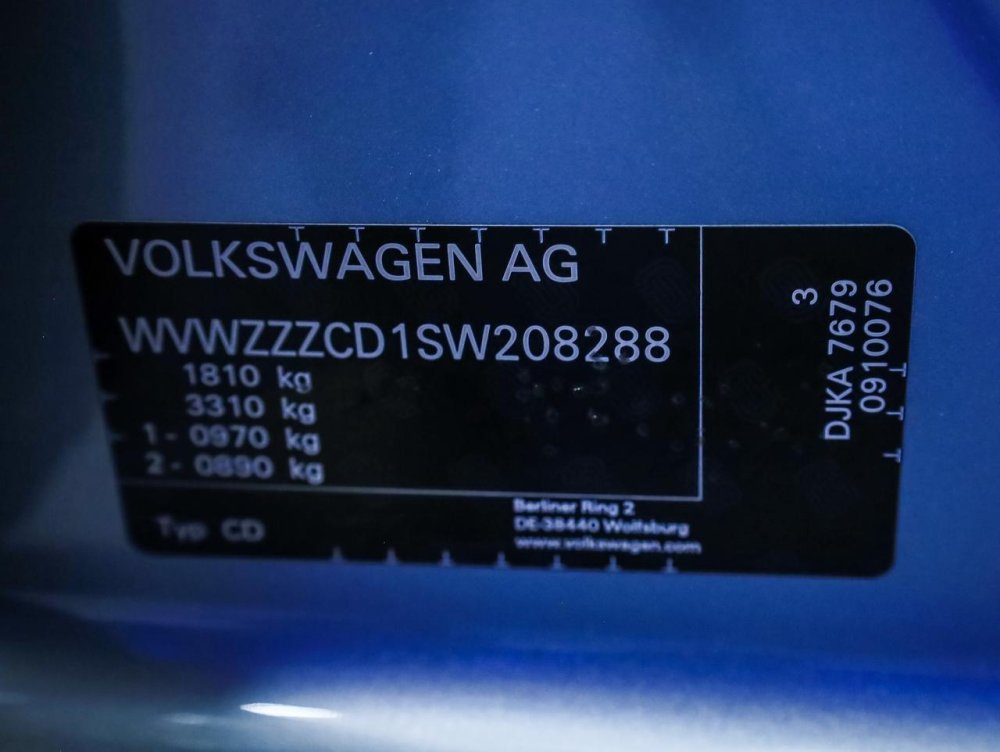 VOLKSWAGEN AG
WVWZZZCD1SW208288
1810 kg
3310 kg
1 - 0970 kg
2 - 0890 kg
Typ CD
Berliner Ring 2
DE-38440 Wolfsburg
www.volkswagen.com
3
DJKA 7679
09100076